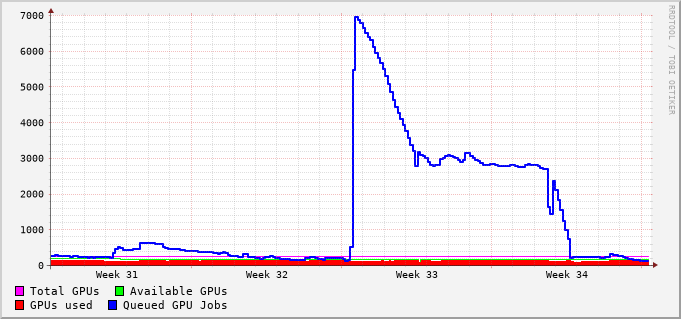 7000
6000
5000
4000
3000
2000
1000
0
Week 31 Week 32 Week 33 Week 34
Total GPUs Available GPUs
GPUs used Queued GPU Jobs
RRDTOOL / TOBI OETIKER